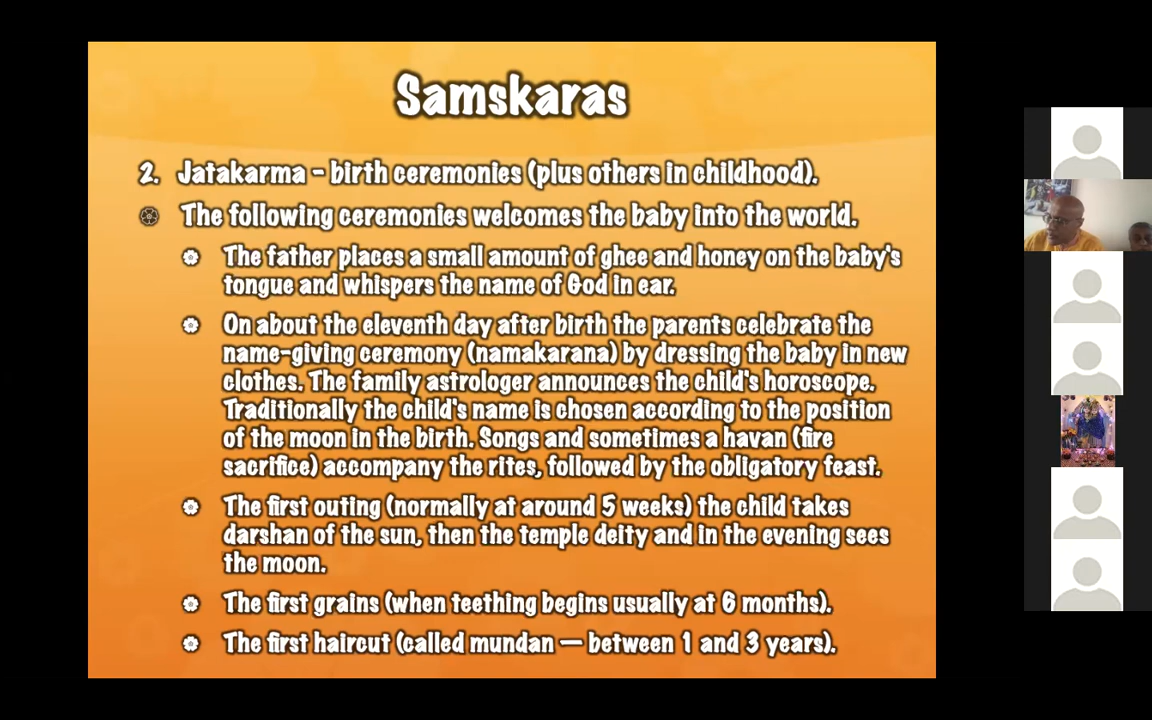 Samskaras
2. Jatakarma - birth ceremonies (plus others in childhood).
The following ceremonies welcomes the baby into the world.
The father places a small amount of ghee and honey on the baby's
tongue and whispers the name of God in ear.
On about the eleventh day after birth the parents celebrate the
name-giving ceremony (namakarana) by dressing the baby in new
clothes. The family astrologer announces the child's horoscope.
Traditionally the child's name is chosen according to the position
of the moon in the birth. Songs and sometimes a havan (fire
sacrifice) accompany the rites, followed by the obligatory feast.
The first outing (normally at around 5 weeks) the child takes
darshan of the sun, then the temple deity and in the evening sees
the moon.
The first grains (when teething begins usually at 6 months).
The first haircut (called mundan — between 1 and 3 years).